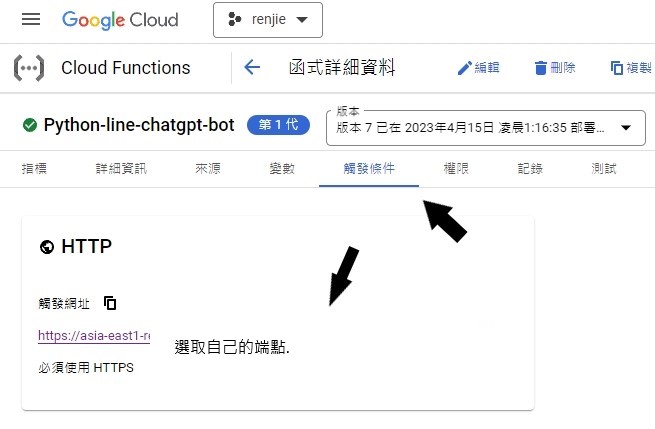 Google Cloud
renjie
Cloud Functions
函式詳細資料
編輯
刪除
複製
Python-line-chatgpt-bot
第 1 代
版本
版本 7 已在 2023年4月15日 凌晨1:16:35 部署...
指標
詳細資訊
來源
變數
觸發條件
權限
記錄
測試
HTTP
觸發網址
https://asia-east1-re
選取自己的端點.
必須使用 HTTPS